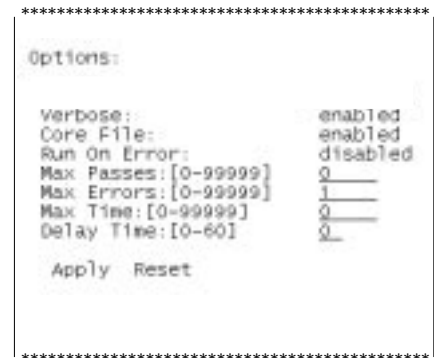 **********************************************
Options:
Verbose: enabled
Core File: enabled
Run On Error: disabled
Max Passes:[0-99999] 0
Max Errors:[0-99999] 1
Max Time:[0-99999] 0
Delay Time:[0-60] 0
Apply Reset
**********************************************